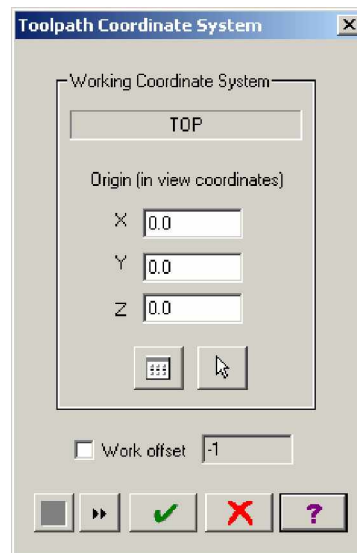 Toolpath Coordinate System
Working Coordinate System
TOP
Origin (in view coordinates)
X 0.0
Y 0.0
Z 0.0
Work offset -1
?